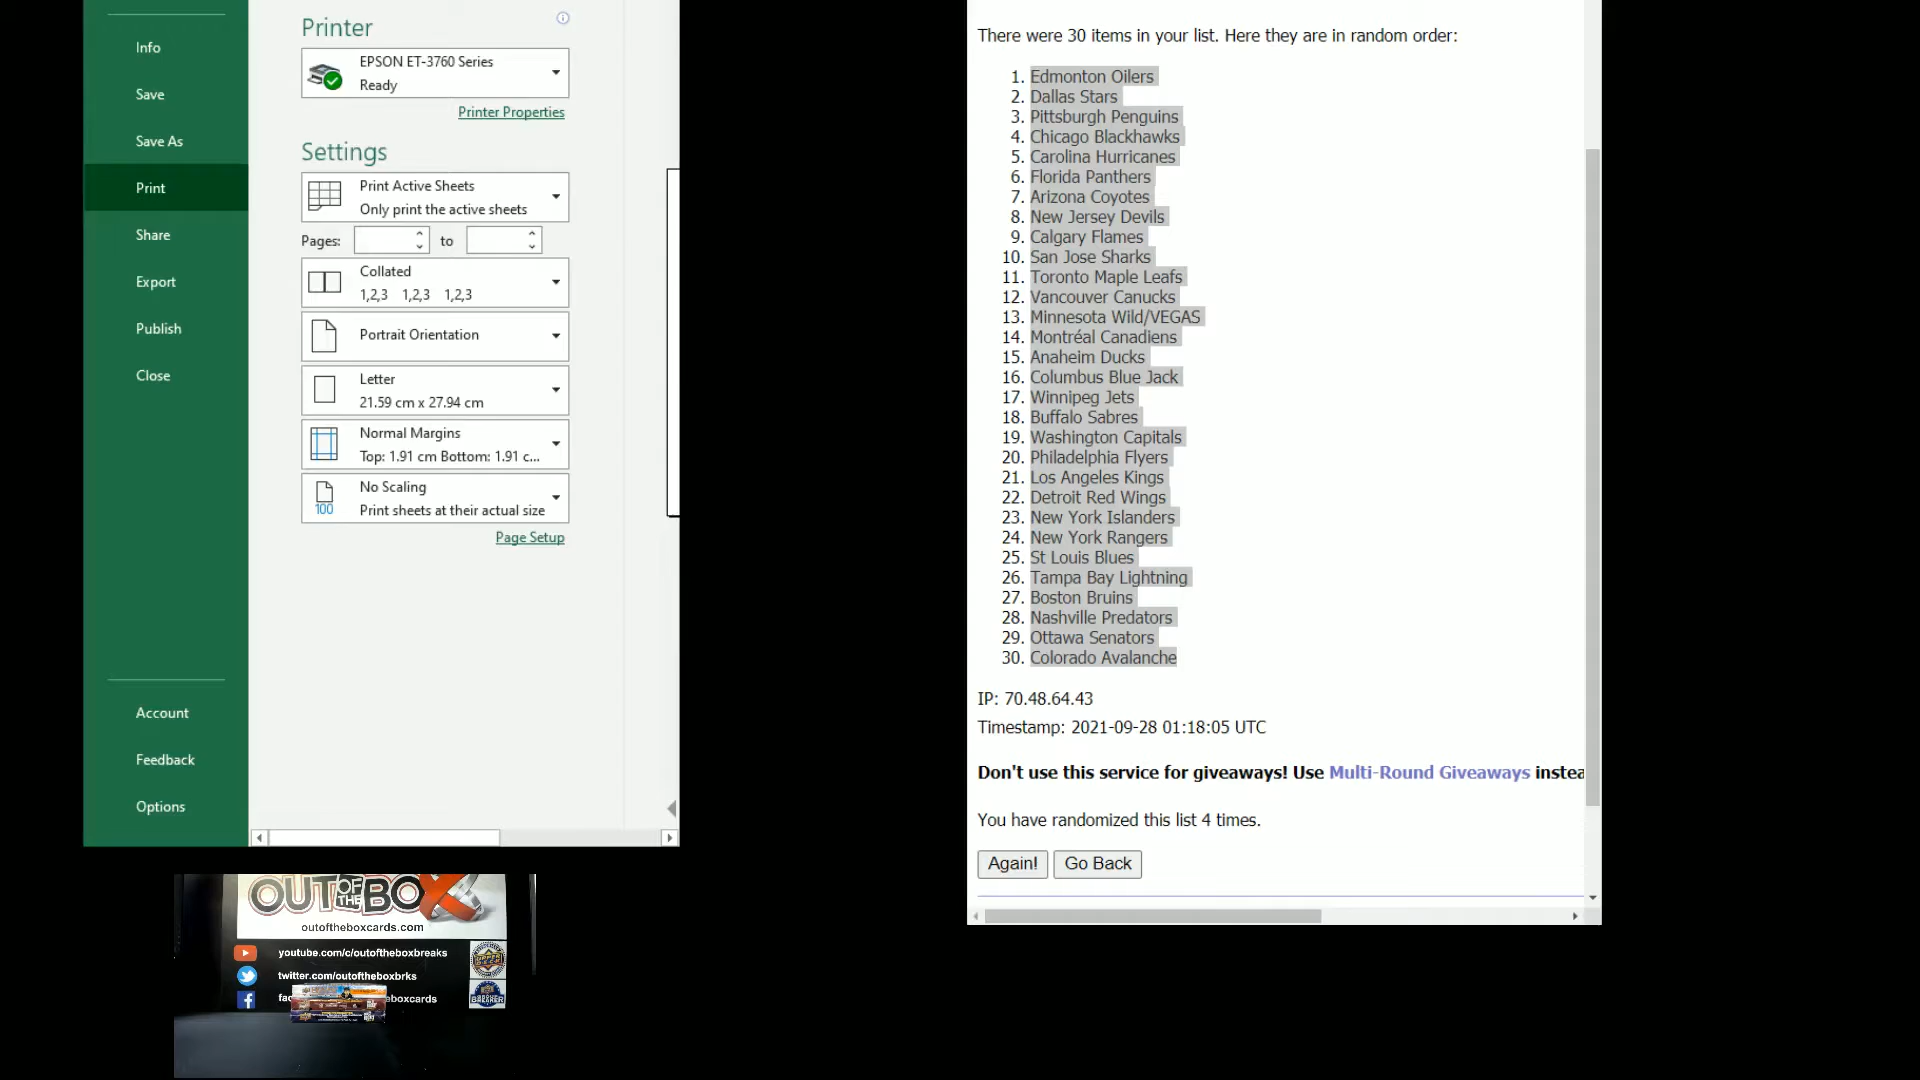 Info
Save
Save As
Print
Share
Export
Publish
Close
Account
Feedback
Options
Printer
EPSON ET-3760 Series
Ready
Printer Properties
Settings
Print Active Sheets
Only print the active sheets
Pages: to
Collated
1,2,3 1,2,3 1,2,3
Portrait Orientation
Letter
21.59 cm x 27.94 cm
Normal Margins
Top: 1.91 cm Bottom: 1.91 c...
No Scaling
100
Print sheets at their actual size
Page Setup
There were 30 items in your list. Here they are in random order:
1. Edmonton Oilers
2. Dallas Stars
3. Pittsburgh Penguins
4. Chicago Blackhawks
5. Carolina Hurricanes
6. Florida Panthers
7. Arizona Coyotes
8. New Jersey Devils
9. Calgary Flames
10. San Jose Sharks
11. Toronto Maple Leafs
12. Vancouver Canucks
13. Minnesota Wild/VEGAS
14. Montréal Canadiens
15. Anaheim Ducks
16. Columbus Blue Jack
17. Winnipeg Jets
18. Buffalo Sabres
19. Washington Capitals
20. Philadelphia Flyers
21. Los Angeles Kings
22. Detroit Red Wings
23. New York Islanders
24. New York Rangers
25. St Louis Blues
26. Tampa Bay Lightning
27. Boston Bruins
28. Nashville Predators
29. Ottawa Senators
30. Colorado Avalanche
IP: 70.48.64.43
Timestamp: 2021-09-28 01:18:05 UTC
Don't use this service for giveaways! Use Multi-Round Giveaways instea
You have randomized this list 4 times.
Again! Go Back
OUT OF THE BOX
outoftheboxcards.com
youtube.com/c/outoftheboxbreaks
twitter.com/outoftheboxbrks
fac eboxcards